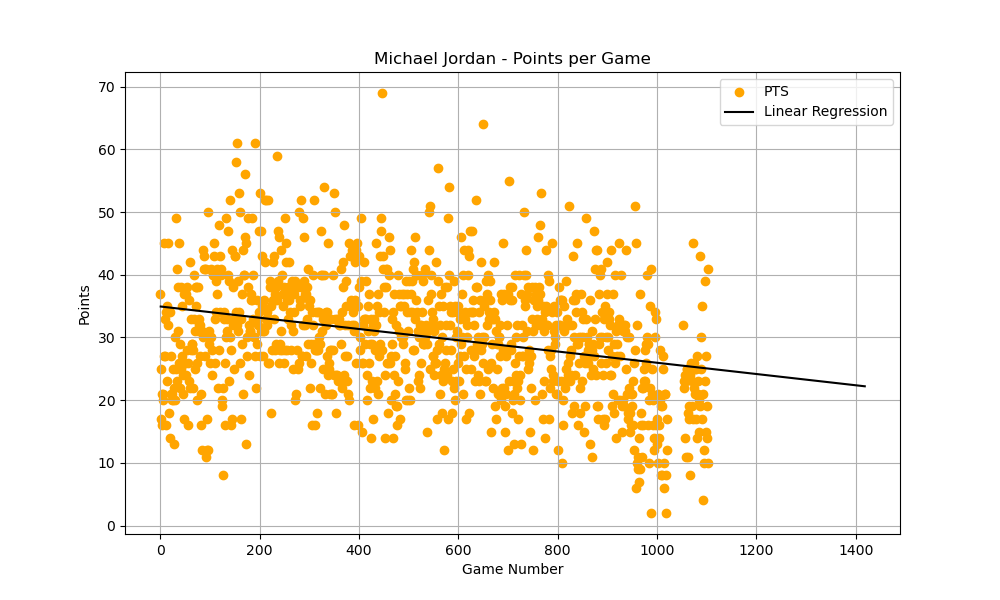 Michael Jordan - Points per Game
PTS
Linear Regression
70
60
50
40
30
20
10
0
Points
0 200 400 600 800 1000 1200 1400
Game Number